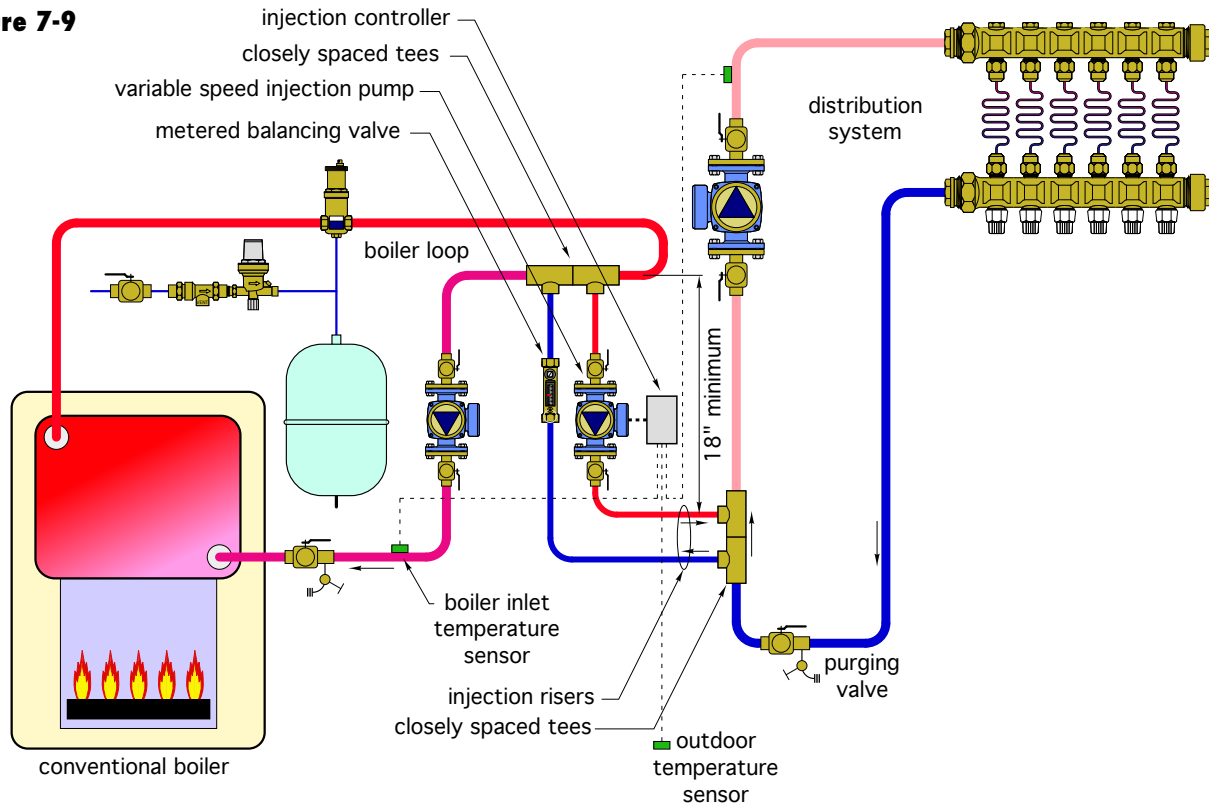 re 7-9
injection controller
closely spaced tees
variable speed injection pump
metered balancing valve
distribution
system
boiler loop
18" minimum
boiler inlet
temperature
sensor
purging
valve
injection risers
closely spaced tees
outdoor
temperature
sensor
conventional boiler